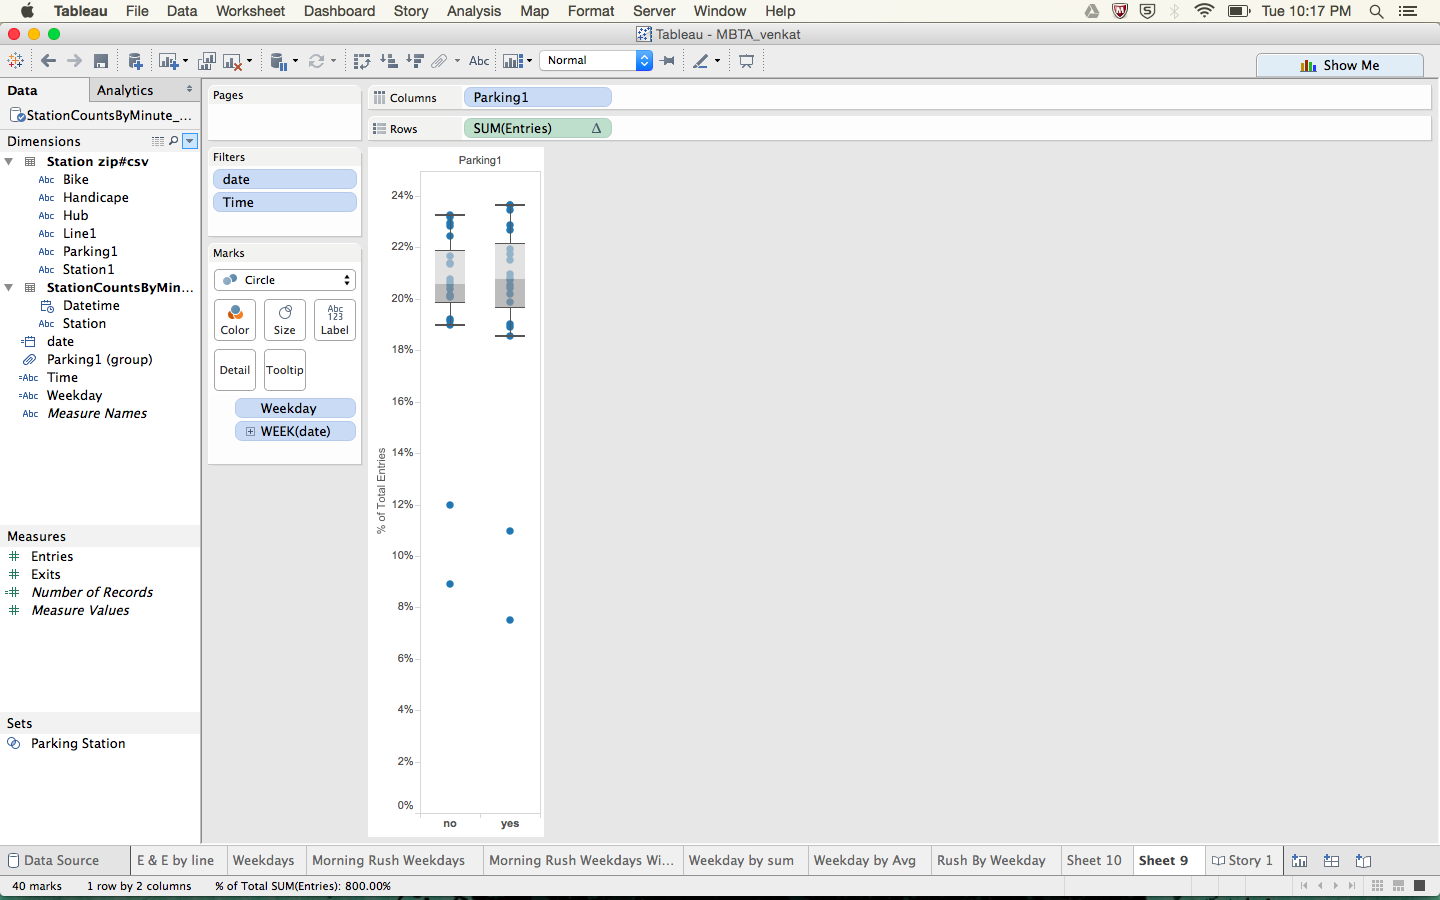 Tableau File Data Worksheet Dashboard Story Analysis Map Format Server Window Help Tue 10:17 PM
Tableau - MBTA_venkat
Abc Normal Show Me
Data Analytics
StationCountsByMinute_...
Dimensions
Station zip#csv
Abc Bike
Abc Handicape
Abc Hub
Abc Line1
Abc Parking1
Abc Station1
StationCountsByMin...
Datetime
Abc Station
date
Parking1 (group)
=Abc Time
=Abc Weekday
Abc Measure Names
Measures
Entries
Exits
Number of Records
Measure Values
Sets
Parking Station
Pages
Filters
date
Time
Marks
Circle
Color Size Abc 123 Label
Detail Tooltip
Weekday
WEEK(date)
Columns Parking1
Rows SUM(Entries) Δ
Parking1
24%
22%
20%
18%
16%
14%
12%
10%
8%
6%
4%
2%
0%
% of Total Entries
no yes
Data Source E & E by line Weekdays Morning Rush Weekdays Morning Rush Weekdays Wi... Weekday by sum Weekday by Avg Rush By Weekday Sheet 10 Sheet 9 Story 1
40 marks 1 row by 2 columns % of Total SUM(Entries): 800.00%